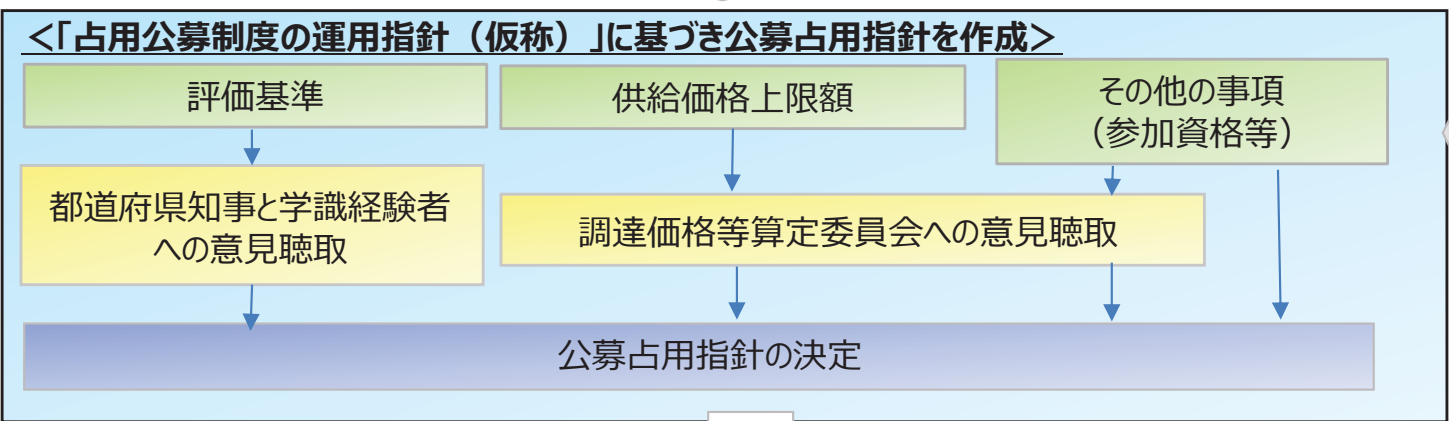 <「占用公募制度の運用指針（仮称）」に基づき公募占用指針を作成>
評価基準
供給価格上限額
その他の事項
（参加資格等）
都道府県知事と学識経験者
への意見聴取
調達価格等算定委員会への意見聴取
公募占用指針の決定